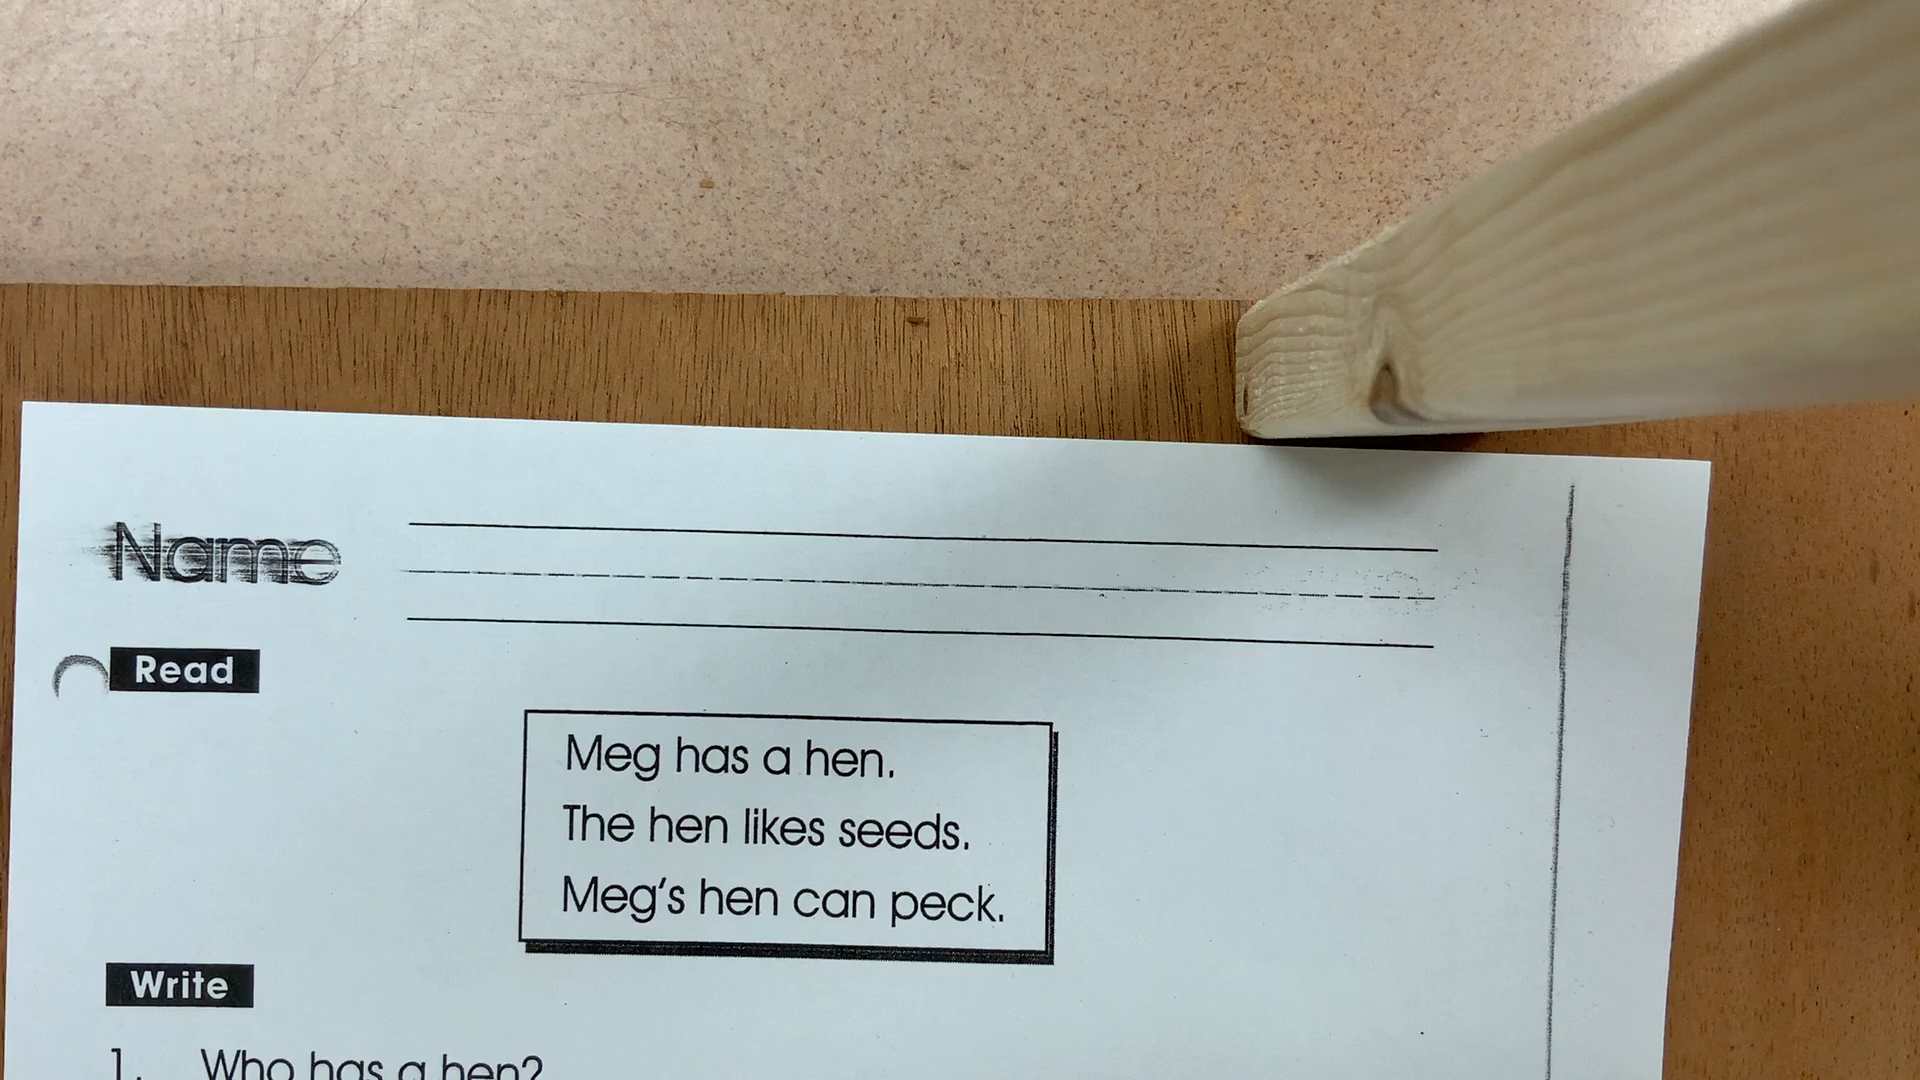 Name
Read
Meg has a hen.
The hen likes seeds.
Meg's hen can peck.
Write
1. Who has a hen?